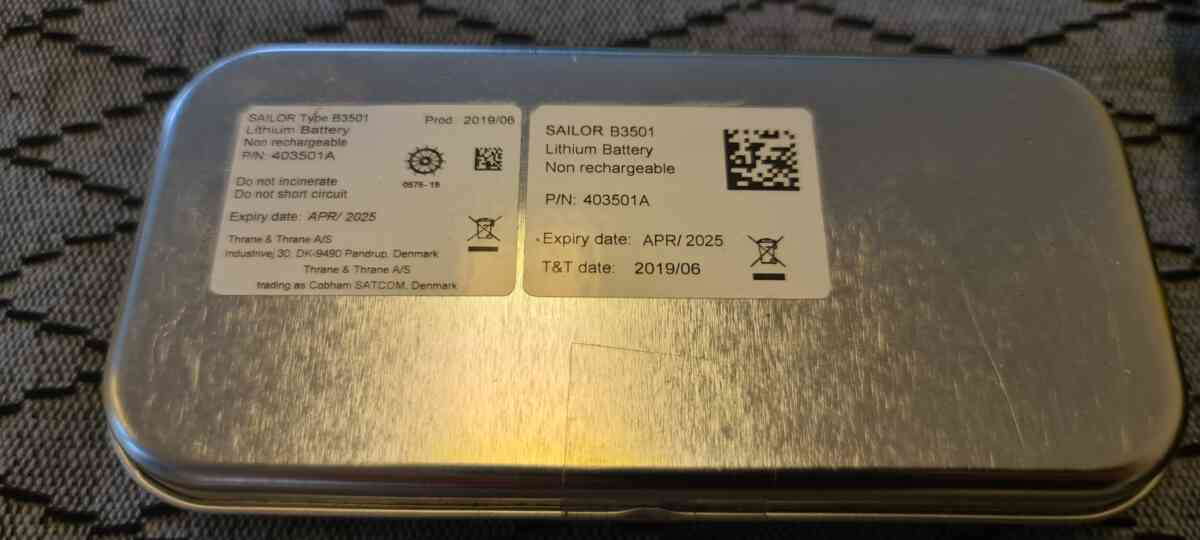 SAILOR Type B3501
Prod 2019/06
Lithium Battery
Non rechargeable
P/N: 403501A
0575-19
Do not incinerate
Do not short circuit
Expiry date: APR/ 2025
Thrane & Thrane A/S
Industrivej 30, DK-9490 Pandrup, Denmark
Thrane & Thrane A/S
trading as Cobham SATCOM, Denmark
SAILOR B3501
Lithium Battery
Non rechargeable
P/N: 403501A
Expiry date: APR/ 2025
T&T date: 2019/06